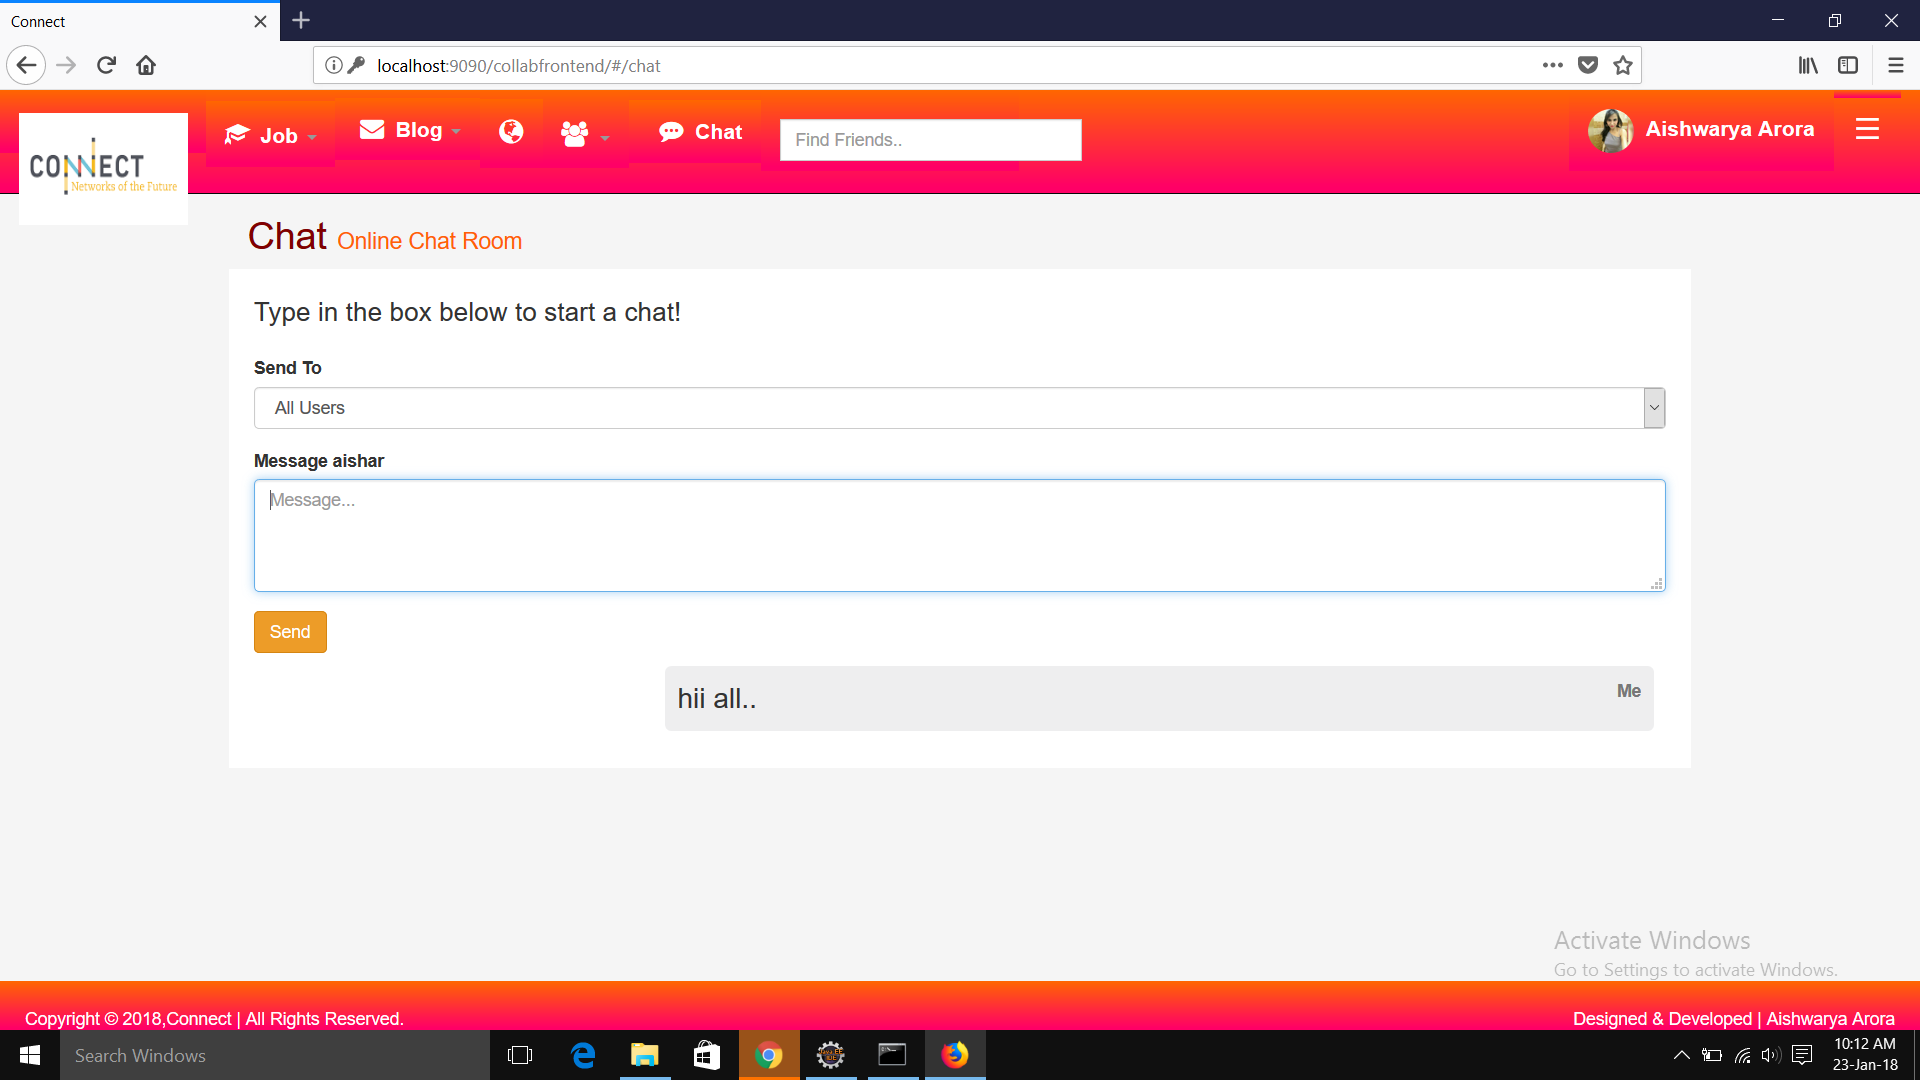 Connect
localhost:9090/collabfrontend/#/chat
CONNECT
Networks of the Future
Job
Blog
Chat
Find Friends..
Aishwarya Arora
Chat Online Chat Room
Type in the box below to start a chat!
Send To
All Users
Message aishar
Message...
Send
hii all..
Me
Activate Windows
Go to Settings to activate Windows.
Copyright © 2018,Connect | All Rights Reserved.
Designed & Developed | Aishwarya Arora
Search Windows
10:12 AM
23-Jan-18